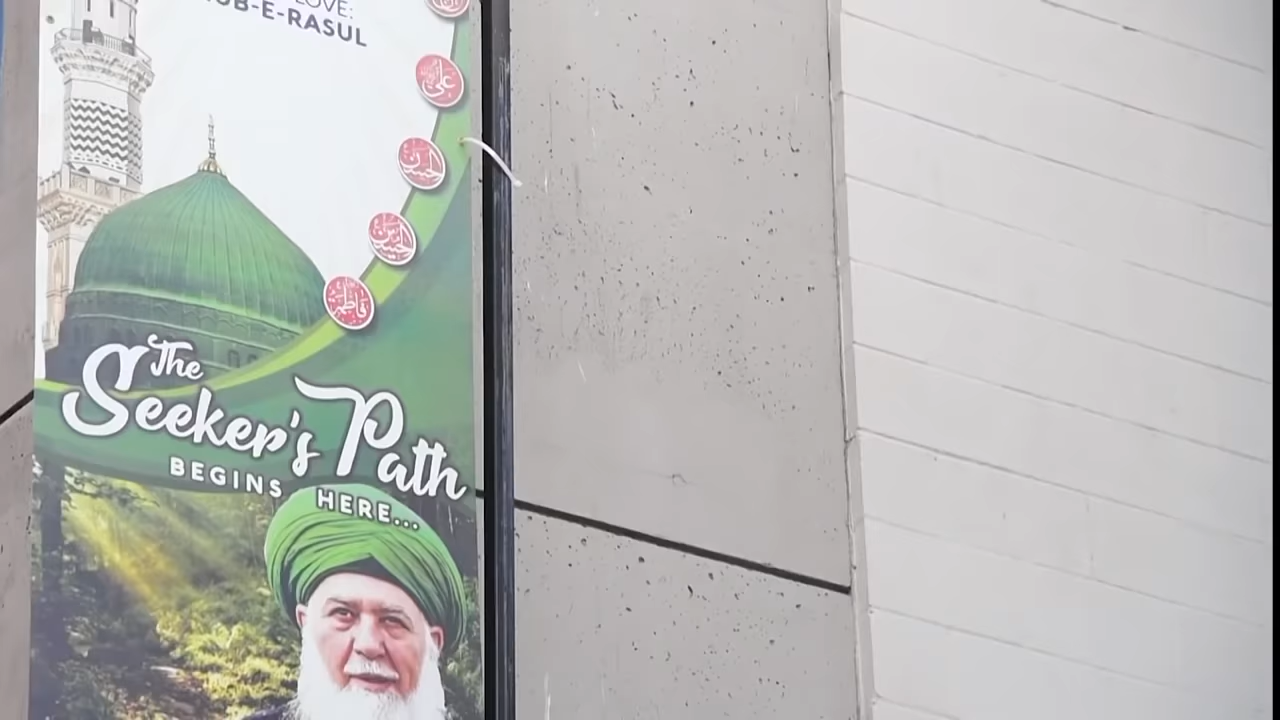 LOVE:
UB-E-RASUL
علي
الحسن
الحسين
فاطمة
The
Seeker's Path
BEGINS HERE...